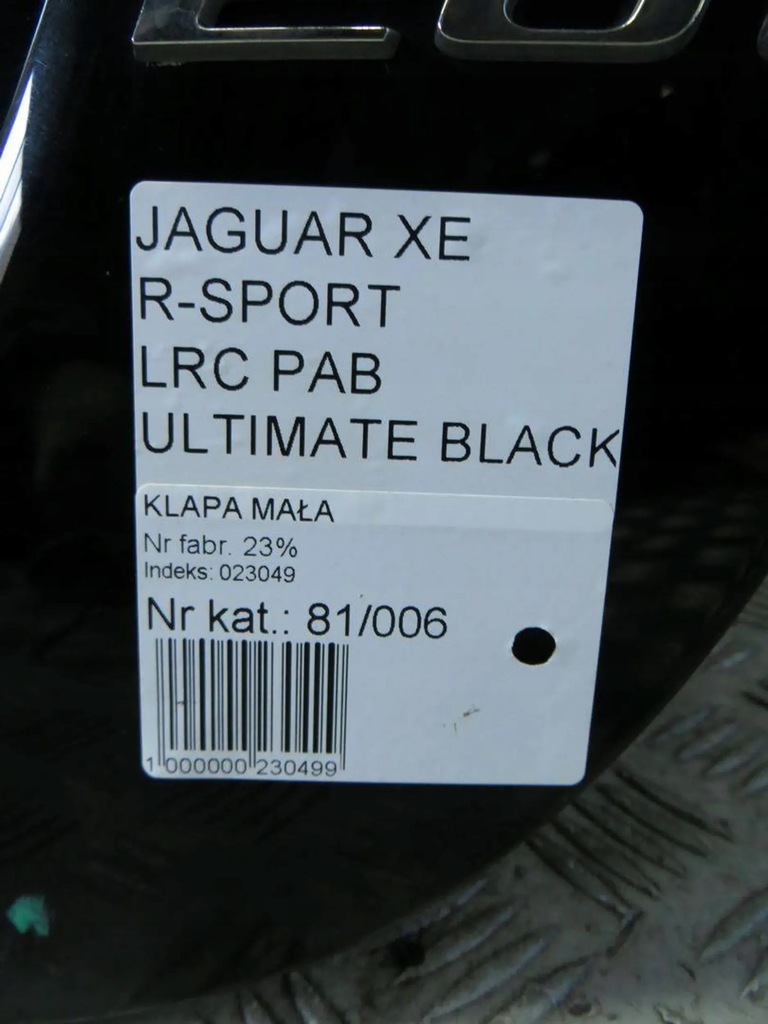 JAGUAR XE
R-SPORT
LRC PAB
ULTIMATE BLACK
KLAPA MAŁA
Nr fabr. 23%
Indeks: 023049
Nr kat.: 81/006
1 000000 230499